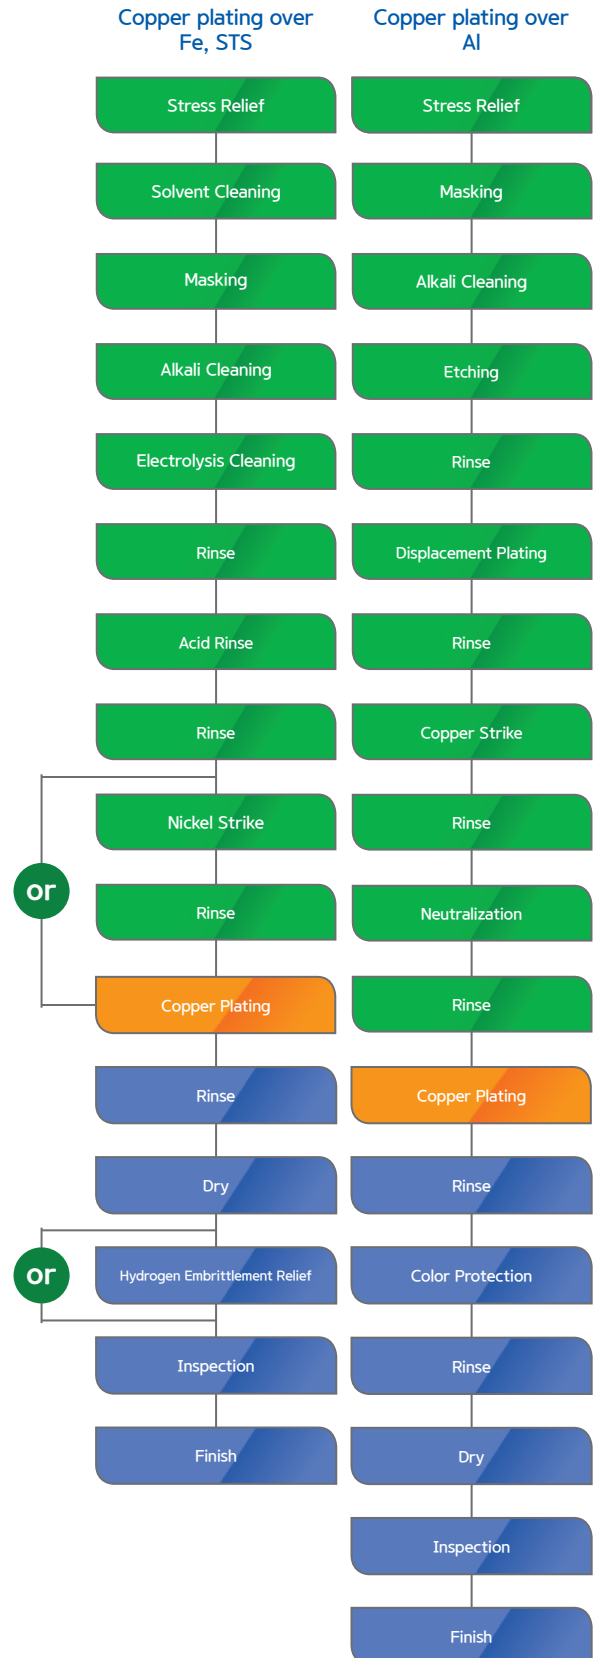 Copper plating over
Fe, STS
Stress Relief
Solvent Cleaning
Masking
Alkali Cleaning
Electrolysis Cleaning
Rinse
Acid Rinse
Rinse
Nickel Strike
or
Rinse
Copper Plating
Rinse
Dry
or
Hydrogen Embrittlement Relief
Inspection
Finish
Copper plating over
Al
Stress Relief
Masking
Alkali Cleaning
Etching
Rinse
Displacement Plating
Rinse
Copper Strike
Rinse
Neutralization
Rinse
Copper Plating
Rinse
Color Protection
Rinse
Dry
Inspection
Finish